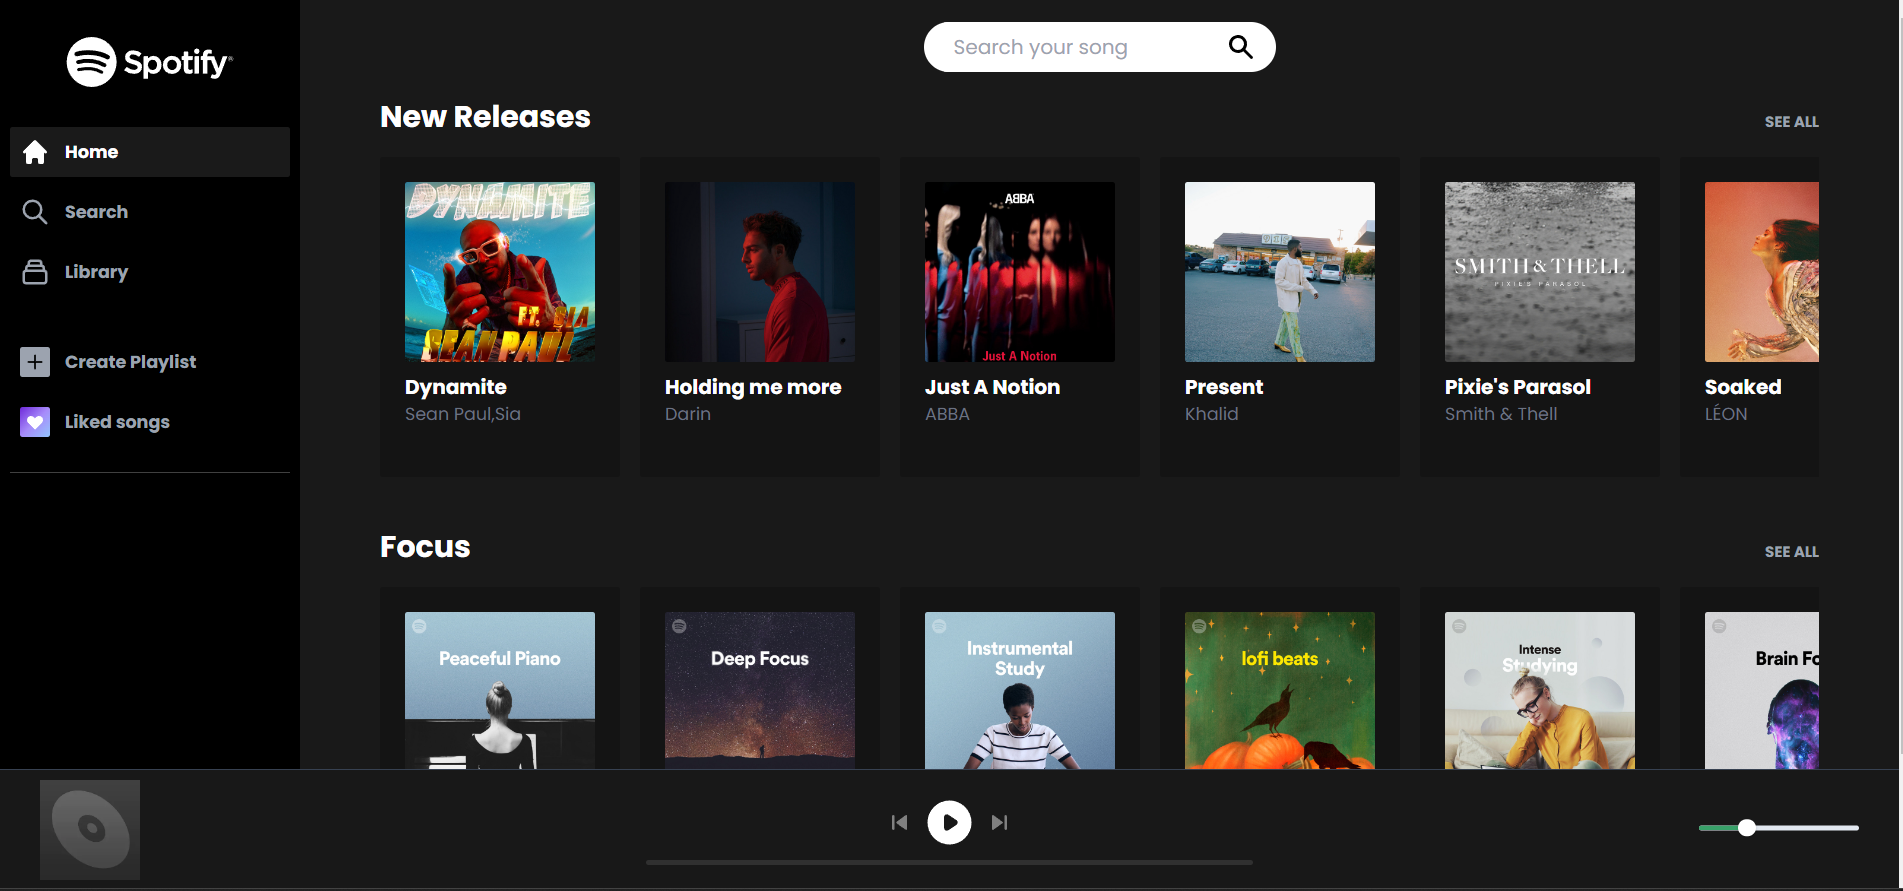 Spotify®
Home
Search
Library
Create Playlist
Liked songs
Search your song
New Releases
SEE ALL
DYNAMITE
FT. SIA
SEAN PAUL
Dynamite
Sean Paul,Sia
Holding me more
Darin
ABBA
Just A Notion
Just A Notion
ABBA
Present
Khalid
SMITH & THELL
PIXIES PARASOL
Pixie's Parasol
Smith & Thell
Soaked
LÉON
Focus
SEE ALL
Peaceful Piano
Deep Focus
Instrumental
Study
lofi beats
Intense
Studying
Brain Fo